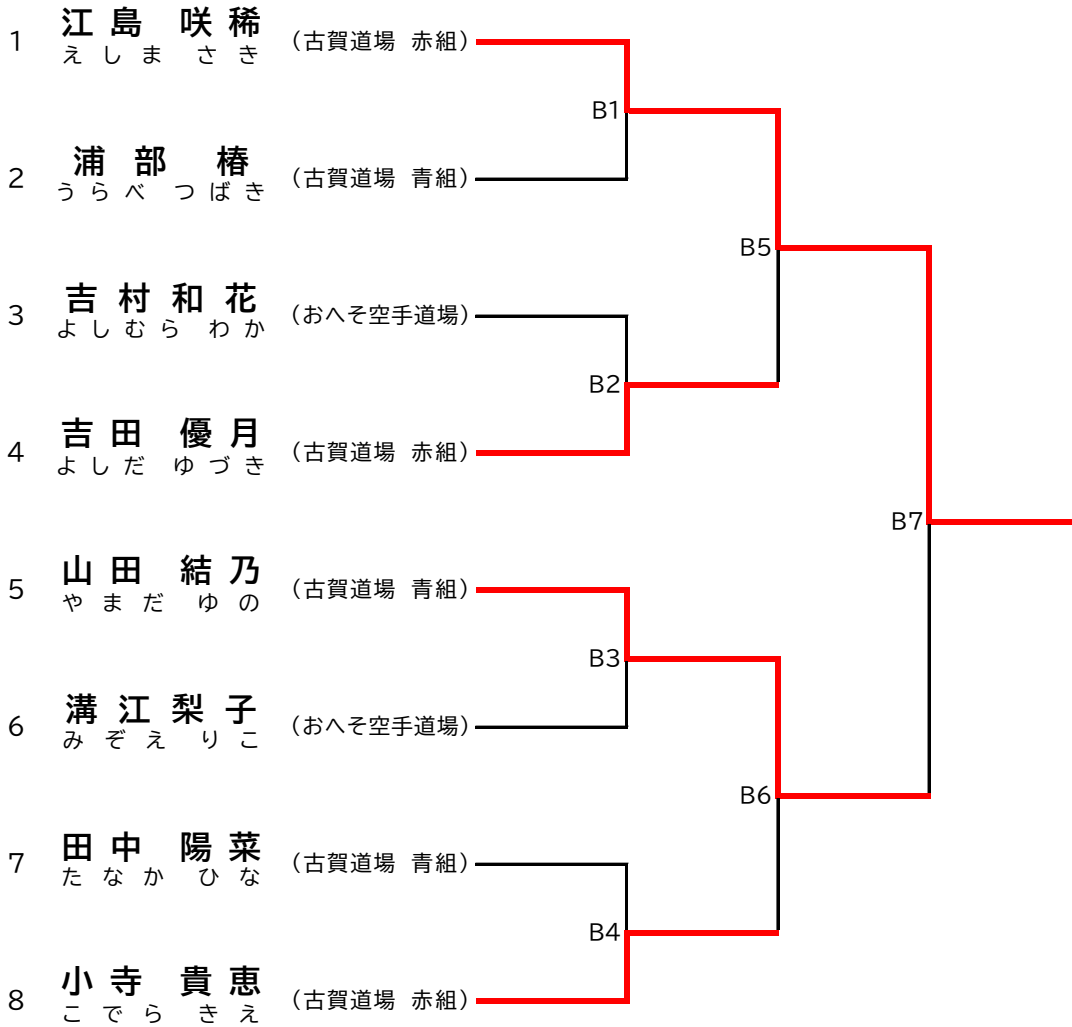 1 江島 咲稀 (古賀道場 赤組)
えしま さき
B1
2 浦部 椿 (古賀道場 青組)
うらべ つばき
B5
3 吉村和花 (おへそ空手道場)
よしむら わか
B2
4 吉田 優月 (古賀道場 赤組)
よしだ ゆづき
B7
5 山田 結乃 (古賀道場 青組)
やまだ ゆの
B3
6 溝江梨子 (おへそ空手道場)
みぞえ りこ
B6
7 田中 陽菜 (古賀道場 青組)
たなか ひな
B4
8 小寺 貴恵 (古賀道場 赤組)
こでら きえ